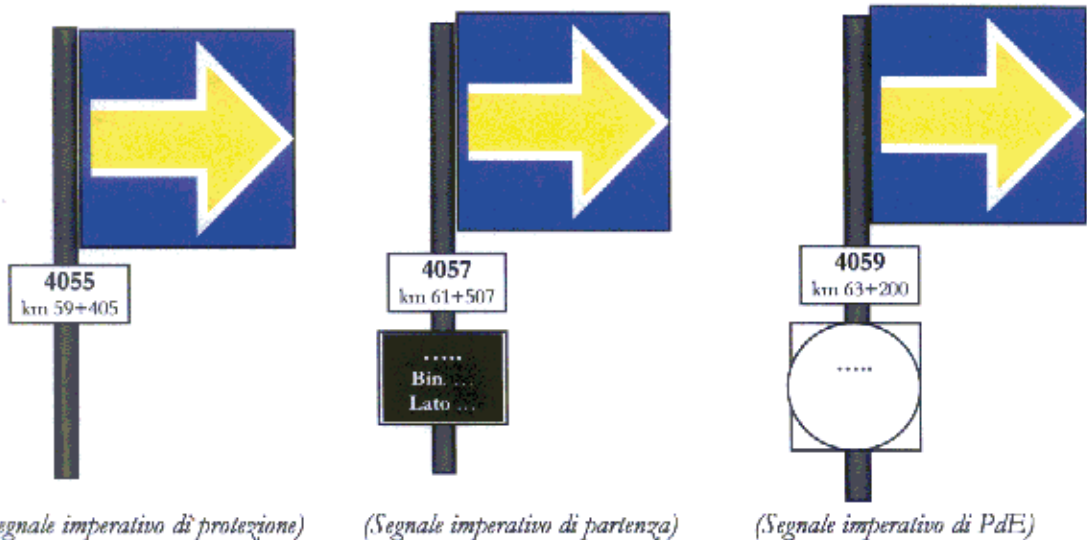 4055
km 59+405
4057
km 61+507
.....
Bin. ...
Lato ...
4059
km 63+200
.....
egnale imperativo di protezione)
(Segnale imperativo di partenza)
(Segnale imperativo di PdE)